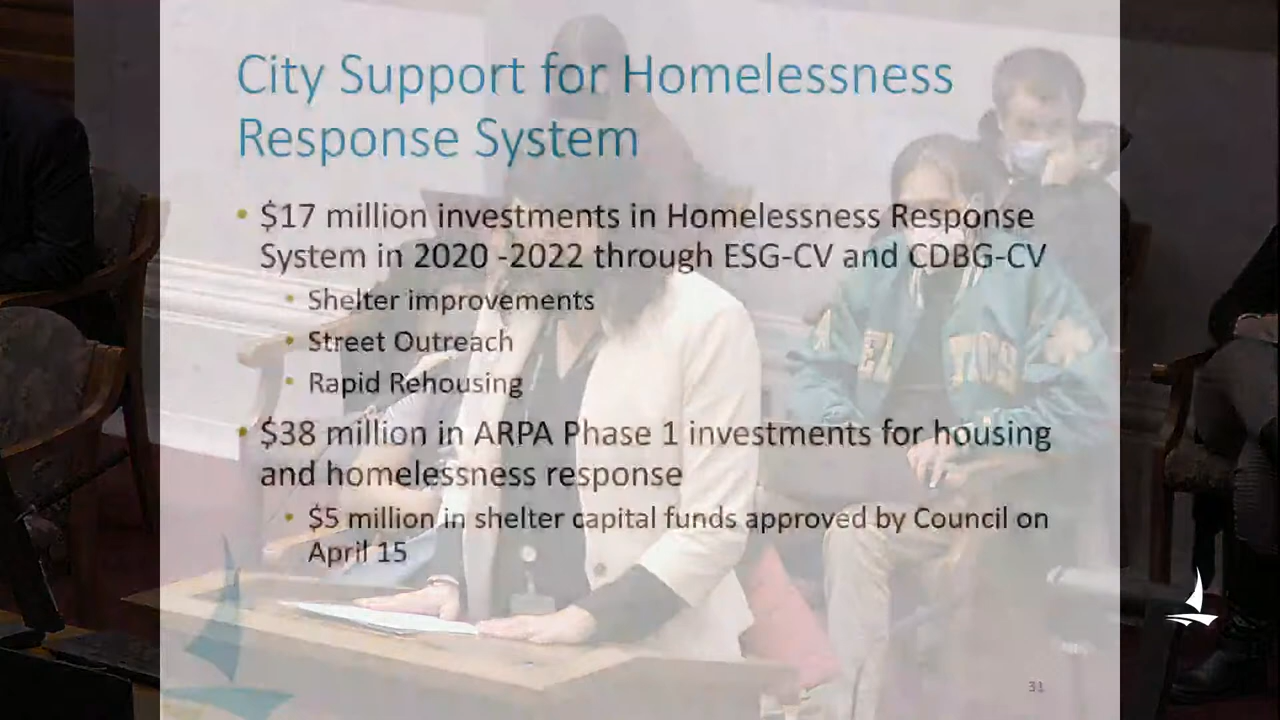 City Support for Homelessness
Response System
• $17 million investments in Homelessness Response
System in 2020 -2022 through ESG-CV and CDBG-CV
• Shelter improvements
• Street Outreach
• Rapid Rehousing
• $38 million in ARPA Phase 1 investments for housing
and homelessness response
• $5 million in shelter capital funds approved by Council on
April 15
31